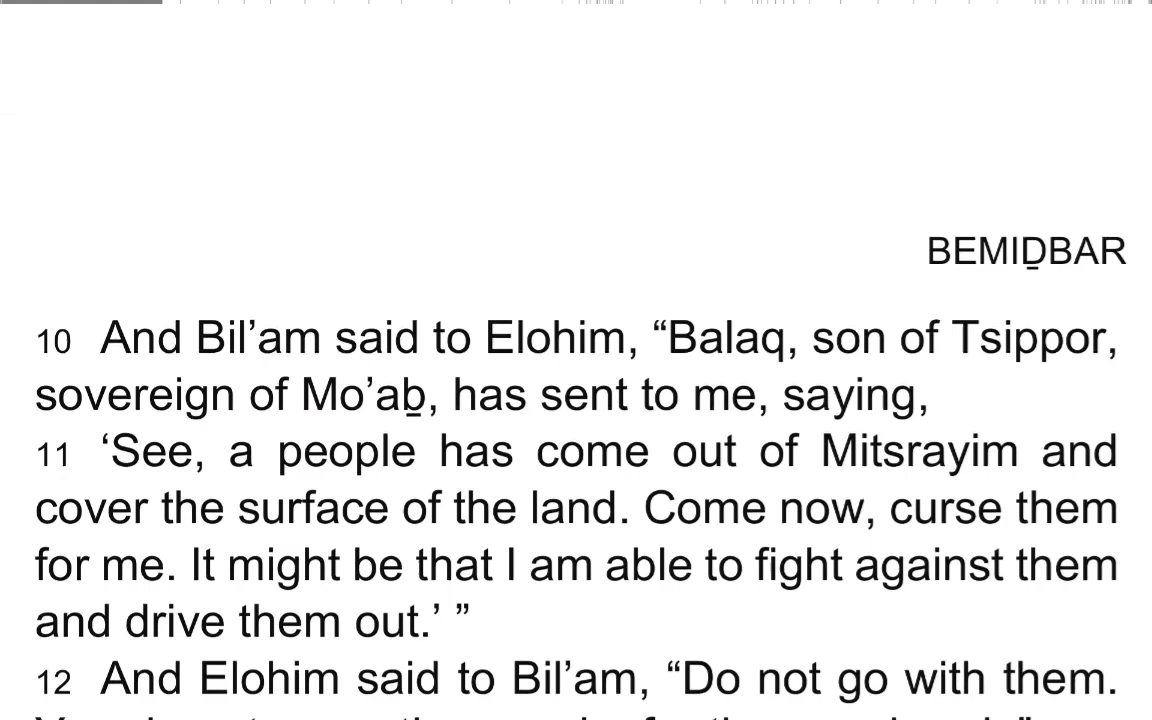 BEMIḎBAR
10 And Bil’am said to Elohim, “Balaq, son of Tsippor,
sovereign of Mo’aḇ, has sent to me, saying,
11 ‘See, a people has come out of Mitsrayim and
cover the surface of the land. Come now, curse them
for me. It might be that I am able to fight against them
and drive them out.’ ”
12 And Elohim said to Bil’am, “Do not go with them.